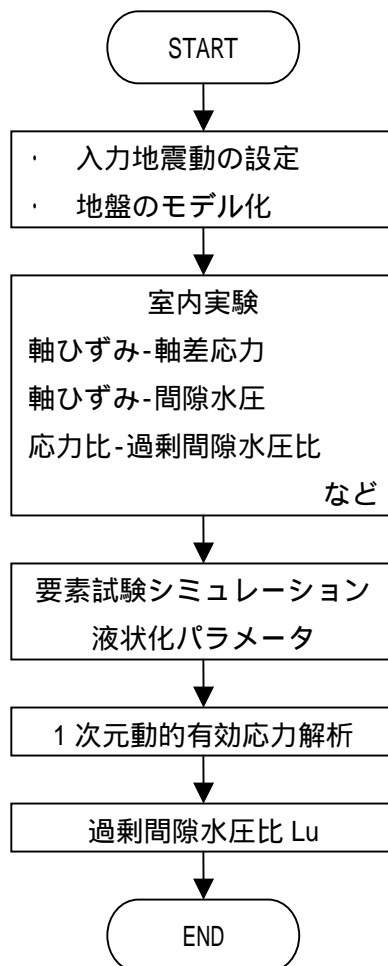 START
・ 入力地震動の設定
・ 地盤のモデル化
室内実験
軸ひずみ-軸差応力
軸ひずみ-間隙水圧
応力比-過剰間隙水圧比
など
要素試験シミュレーション
液状化パラメータ
1次元動的有効応力解析
過剰間隙水圧比 Lu
END